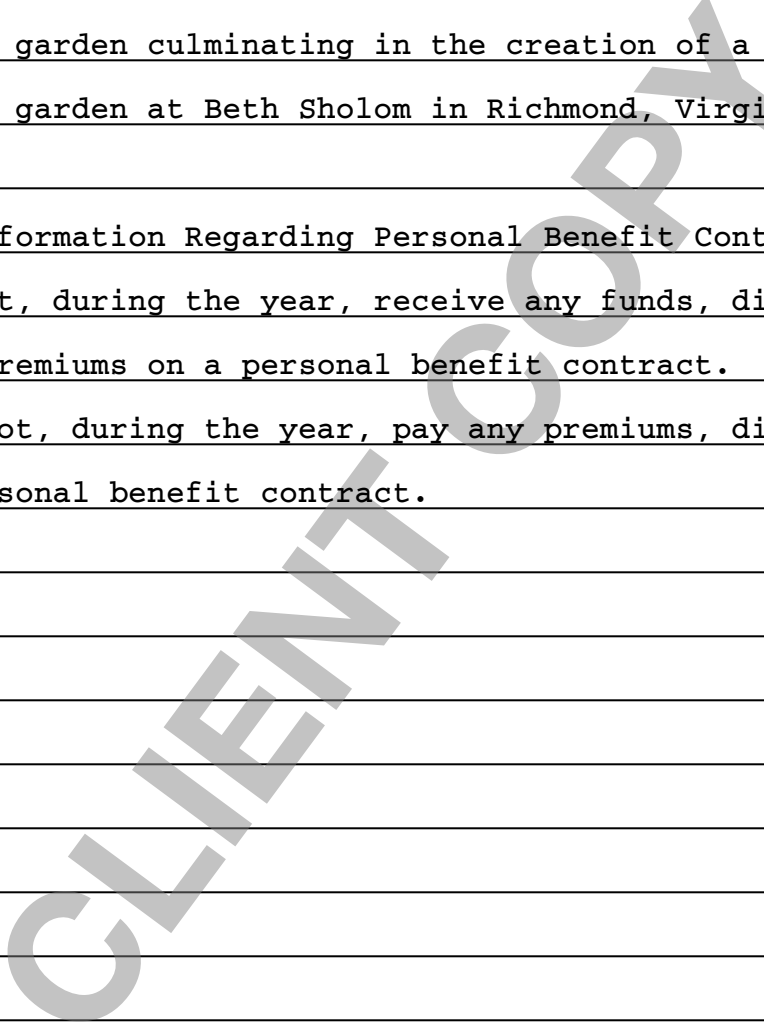 garden culminating in the creation of a
garden at Beth Sholom in Richmond, Virgi
formation Regarding Personal Benefit Cont
t, during the year, receive any funds, di
remiums on a personal benefit contract.
ot, during the year, pay any premiums, di
sonal benefit contract.
CLIENT COPY